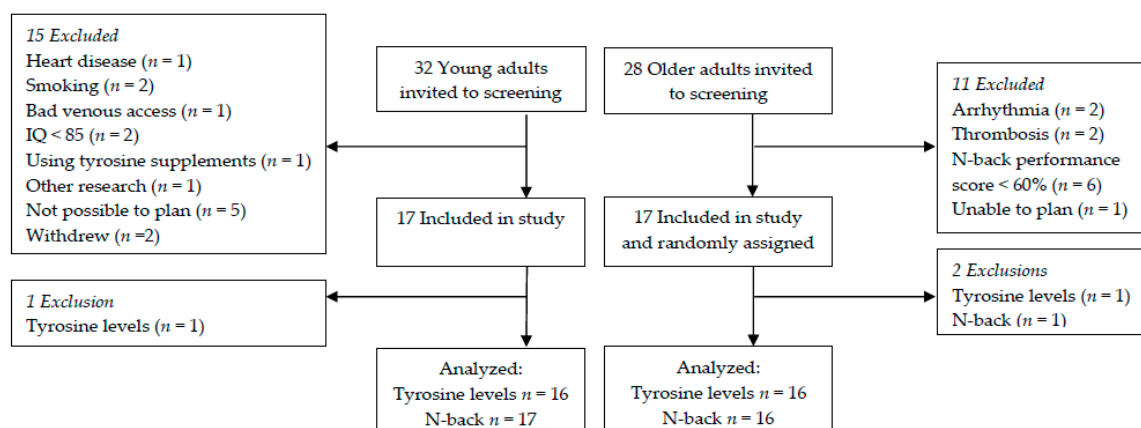 15 Excluded
Heart disease (n = 1)
Smoking (n = 2)
Bad venous access (n = 1)
IQ < 85 (n = 2)
Using tyrosine supplements (n = 1)
Other research (n = 1)
Not possible to plan (n = 5)
Withdrew (n =2)
32 Young adults
invited to screening
28 Older adults invited
to screening
11 Excluded
Arrhythmia (n = 2)
Thrombosis (n = 2)
N-back performance
score < 60% (n = 6)
Unable to plan (n = 1)
17 Included in study
17 Included in study
and randomly assigned
1 Exclusion
Tyrosine levels (n = 1)
2 Exclusions
Tyrosine levels (n = 1)
N-back (n = 1)
Analyzed:
Tyrosine levels n = 16
N-back n = 17
Analyzed:
Tyrosine levels n = 16
N-back n = 16